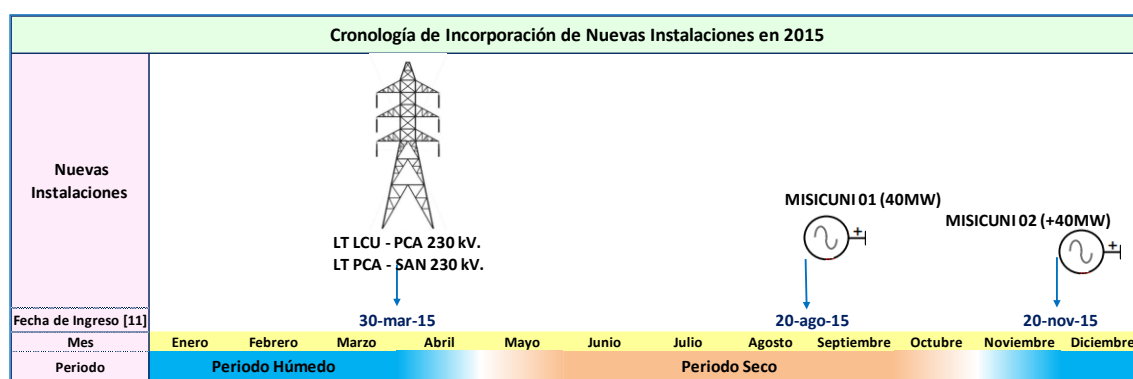 Cronología de Incorporación de Nuevas Instalaciones en 2015
Nuevas
Instalaciones
LT LCU - PCA 230 kV.
LT PCA - SAN 230 kV.
MISICUNI 01 (40MW)
+
MISICUNI 02 (+40MW)
+
Fecha de Ingreso [11] 30-mar-15 20-ago-15 20-nov-15
Mes Enero Febrero Marzo Abril Mayo Junio Julio Agosto Septiembre Octubre Noviembre Diciembre
Periodo Periodo Húmedo Periodo Seco